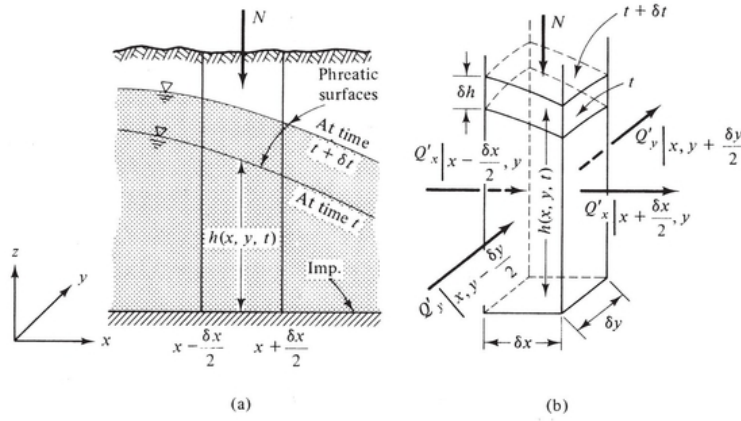 N
Phreatic
surfaces
At time
t + δt
At time t
h(x, y, t)
Imp.
z
y
x
x − δx/2
x + δx/2
(a)
N
t + δt
t
δh
Q′y | x, y + δy/2
Q′x | x − δx/2, y
Q′x | x + δx/2, y
h(x, y, t)
Q′y | x, y − δy/2
δy
δx
(b)